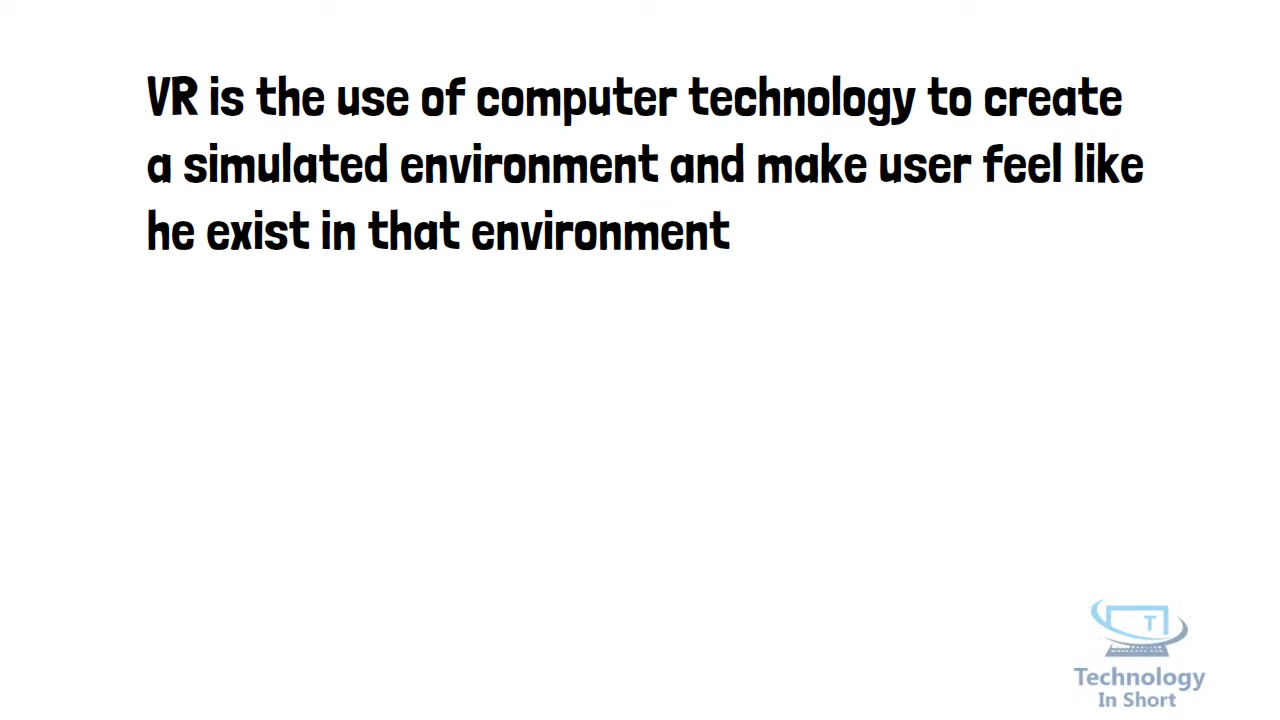 VR is the use of computer technology to create
a simulated environment and make user feel like
he exist in that environment
T
Technology
In Short